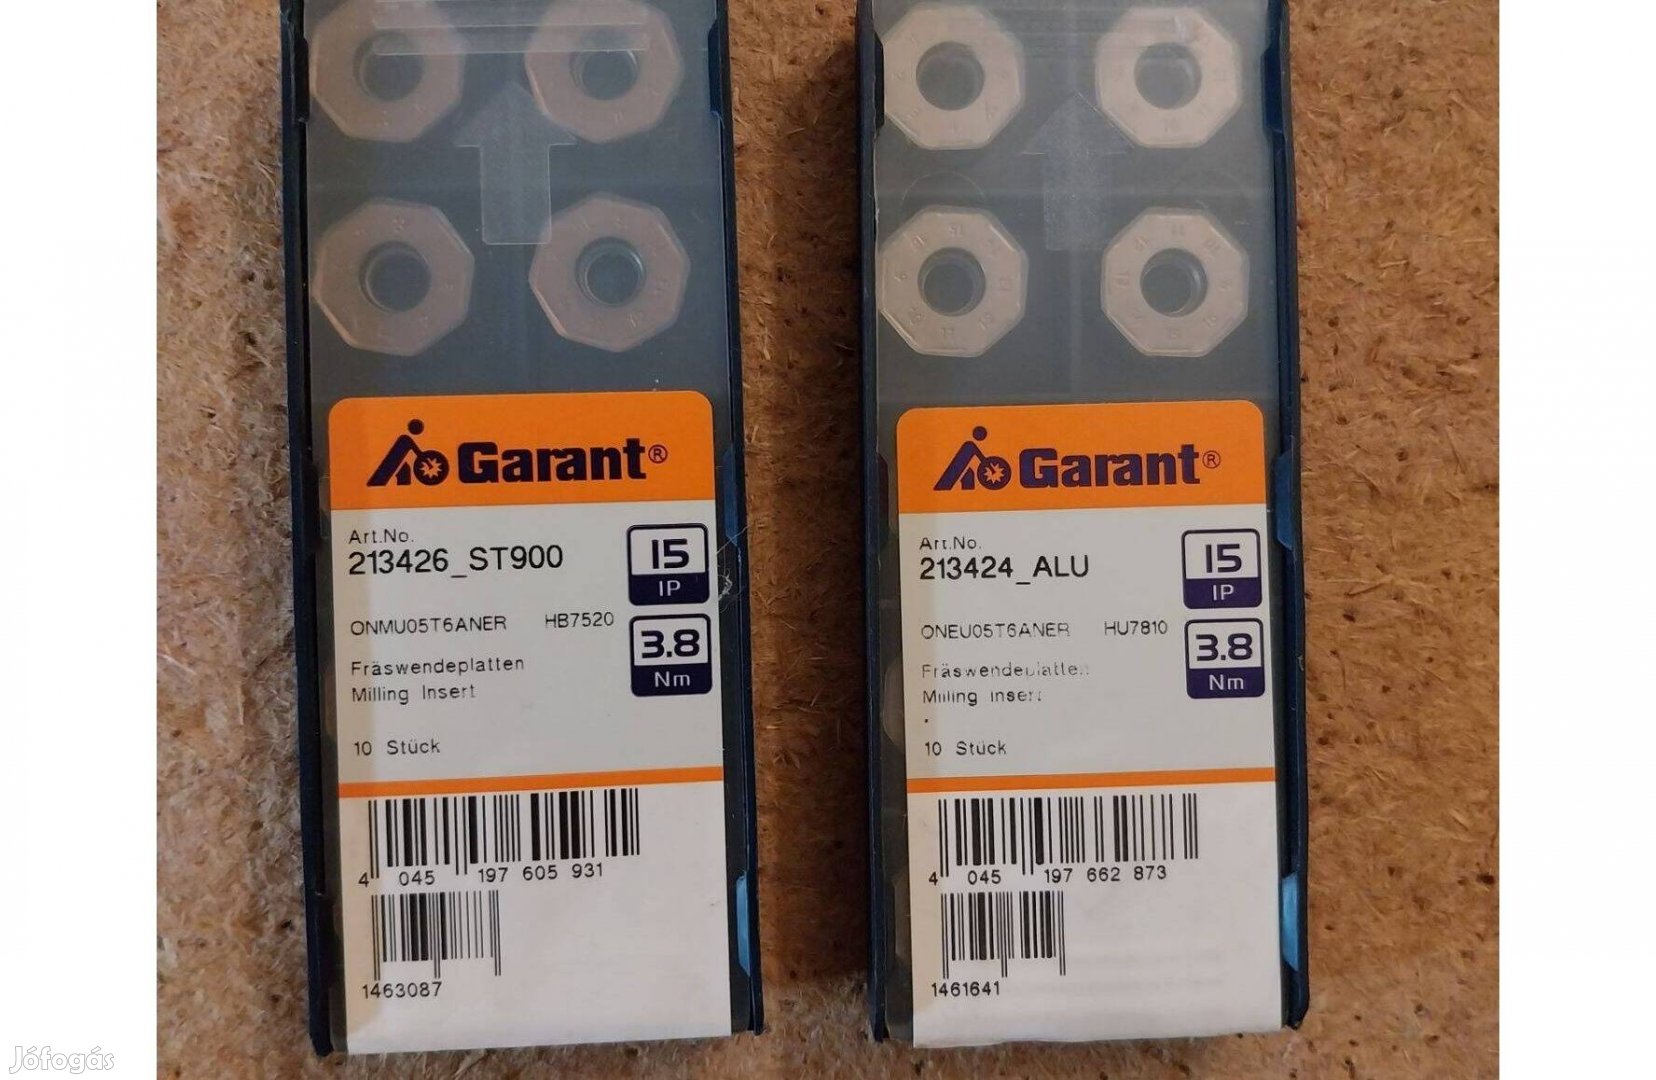 Garant®
Art.No.
213426_ST900
15
IP
ONMU05T6ANER HB7520
3.8
Nm
Fräswendeplatten
Milling Insert
10 Stück
4 045 197 605 931
1463087
Garant®
Art.No.
213424_ALU
15
IP
ONEU05T6ANER HU7810
3.8
Nm
Fräswendeplatten
Milling Insert
10 Stück
4 045 197 662 873
1461641
Jófogás